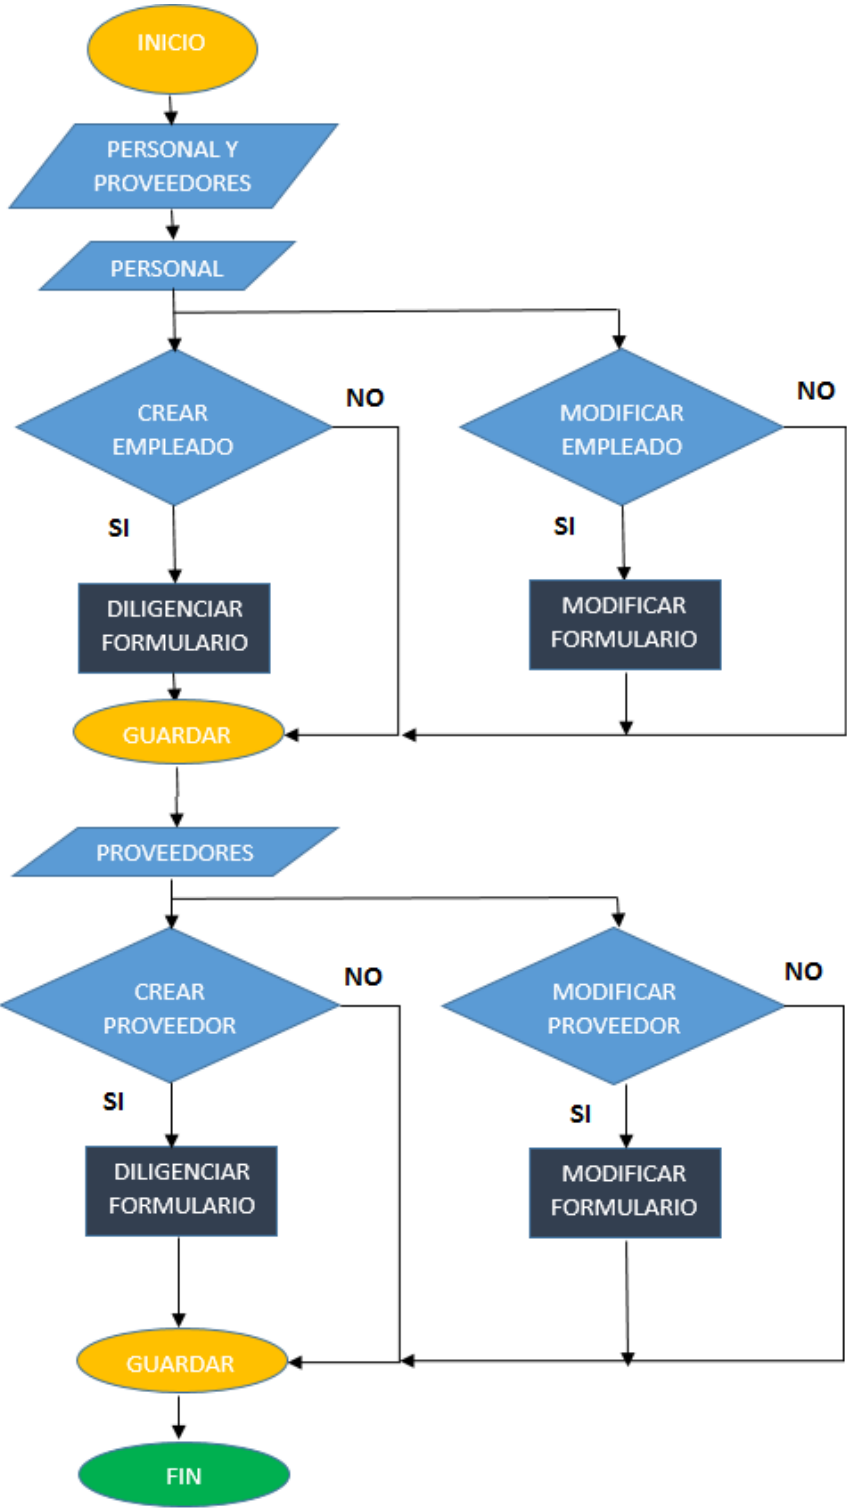 INICIO
PERSONAL Y
PROVEEDORES
PERSONAL
CREAR
EMPLEADO
NO
SI
MODIFICAR
EMPLEADO
NO
SI
DILIGENCIAR
FORMULARIO
MODIFICAR
FORMULARIO
GUARDAR
PROVEEDORES
CREAR
PROVEEDOR
NO
SI
MODIFICAR
PROVEEDOR
NO
SI
DILIGENCIAR
FORMULARIO
MODIFICAR
FORMULARIO
GUARDAR
FIN